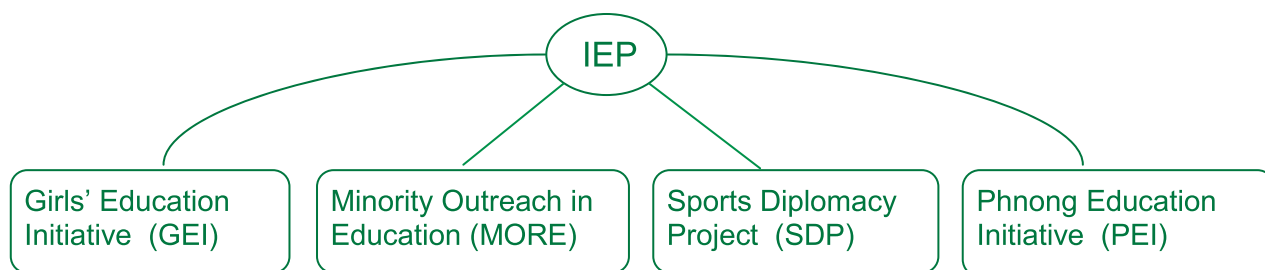 IEP
Girls’ Education
Initiative  (GEI)
Minority Outreach in
Education (MORE)
Sports Diplomacy
Project  (SDP)
Phnong Education
Initiative  (PEI)